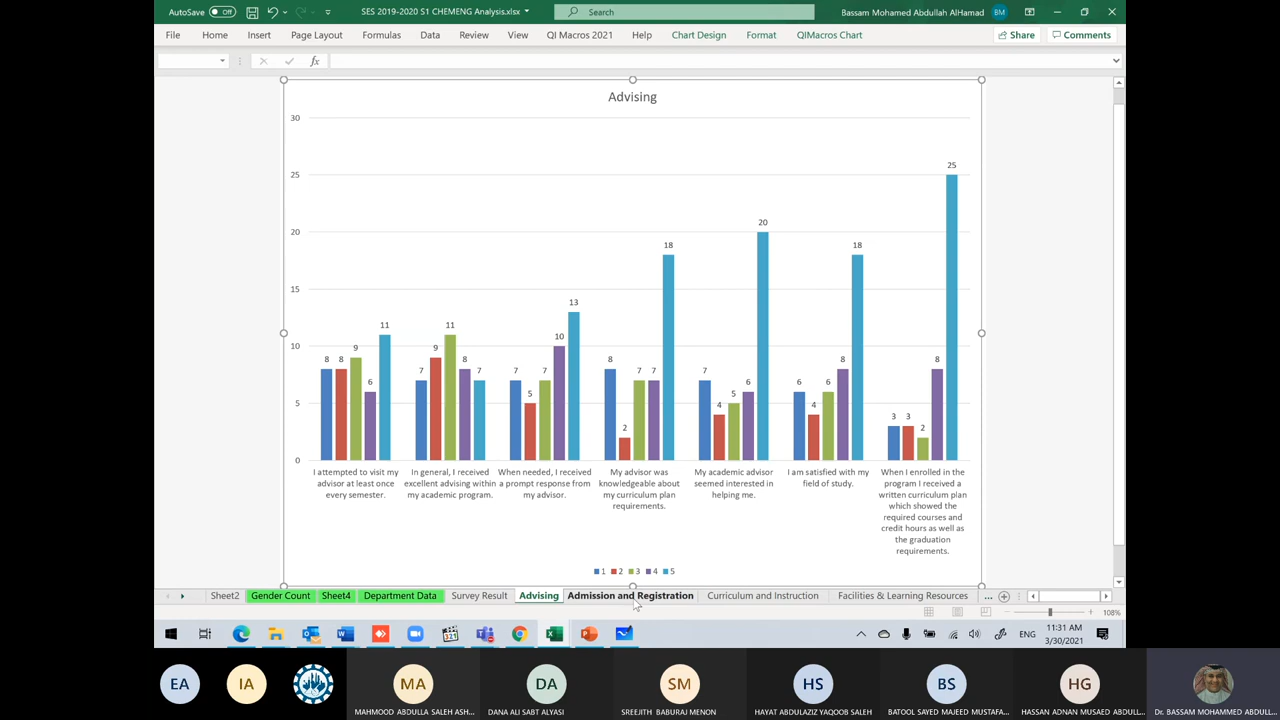 AutoSave Off SES 2019-2020 S1 CHEMENG Analysis.xlsx Search Bassam Mohamed Abdullah AlHamad BM
File Home Insert Page Layout Formulas Data Review View QI Macros 2021 Help Chart Design Format QIMacros Chart Share Comments
fx
Advising
30
25
20
15
10
5
0
8 8 9 6 11
7 9 11 8 7
7 5 7 10 13
8 2 7 7 18
7 4 5 6 20
6 4 6 8 18
3 3 2 8 25
I attempted to visit my
advisor at least once
every semester.
In general, I received
excellent advising within
my academic program.
When needed, I received
a prompt response from
my advisor.
My advisor was
knowledgeable about
my curriculum plan
requirements.
My academic advisor
seemed interested in
helping me.
I am satisfied with my
field of study.
When I enrolled in the
program I received a
written curriculum plan
which showed the
required courses and
credit hours as well as
the graduation
requirements.
1 2 3 4 5
Sheet2 Gender Count Sheet4 Department Data Survey Result Advising Admission and Registration Curriculum and Instruction Facilities & Learning Resources ...
108%
ENG 11:31 AM
3/30/2021
EA IA MA DA SM HS BS HG
MAHMOOD ABDULLA SALEH ASH... DANA ALI SABT ALYASI SREEJITH BABURAJ MENON HAYAT ABDULAZIZ YAQOOB SALEH BATOOL SAYED MAJEED MUSTAFA... HASSAN ADNAN MUSAED ABDULL... Dr. BASSAM MOHAMMED ABDULL...